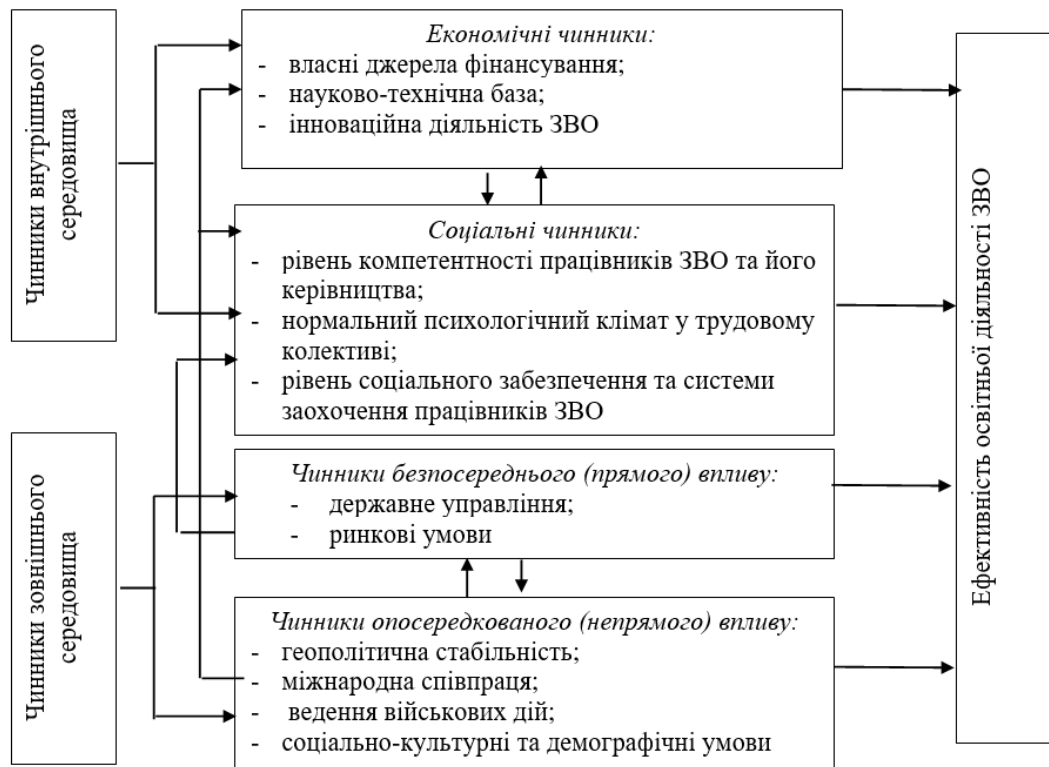 Чинники внутрішнього
середовища
Економічні чинники:
- власні джерела фінансування;
- науково-технічна база;
- інноваційна діяльність ЗВО
Соціальні чинники:
- рівень компетентності працівників ЗВО та його
керівництва;
- нормальний психологічний клімат у трудовому
колективі;
- рівень соціального забезпечення та системи
заохочення працівників ЗВО
Чинники зовнішнього
середовища
Чинники безпосереднього (прямого) впливу:
- державне управління;
- ринкові умови
Чинники опосередкованого (непрямого) впливу:
- геополітична стабільність;
- міжнародна співпраця;
- ведення військових дій;
- соціально-культурні та демографічні умови
Ефективність освітньої діяльності ЗВО